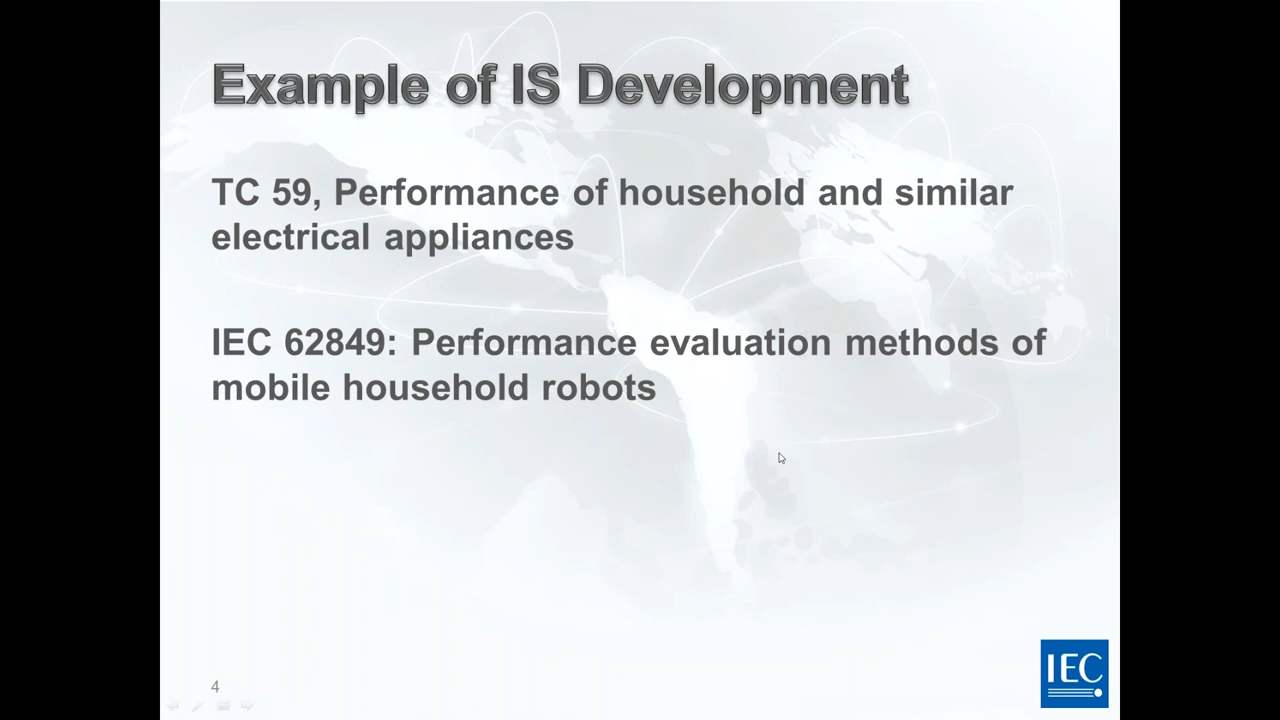 Example of IS Development
TC 59, Performance of household and similar
electrical appliances
IEC 62849: Performance evaluation methods of
mobile household robots
4
IEC